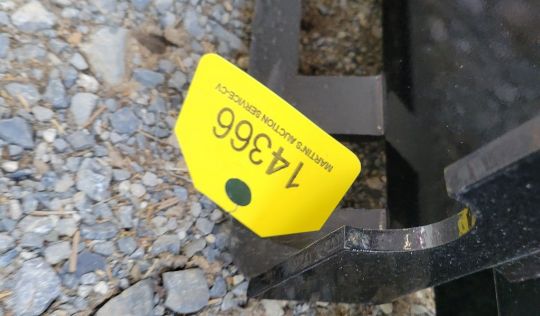 14366
MARTIN'S AUCTION SERVICE-CV